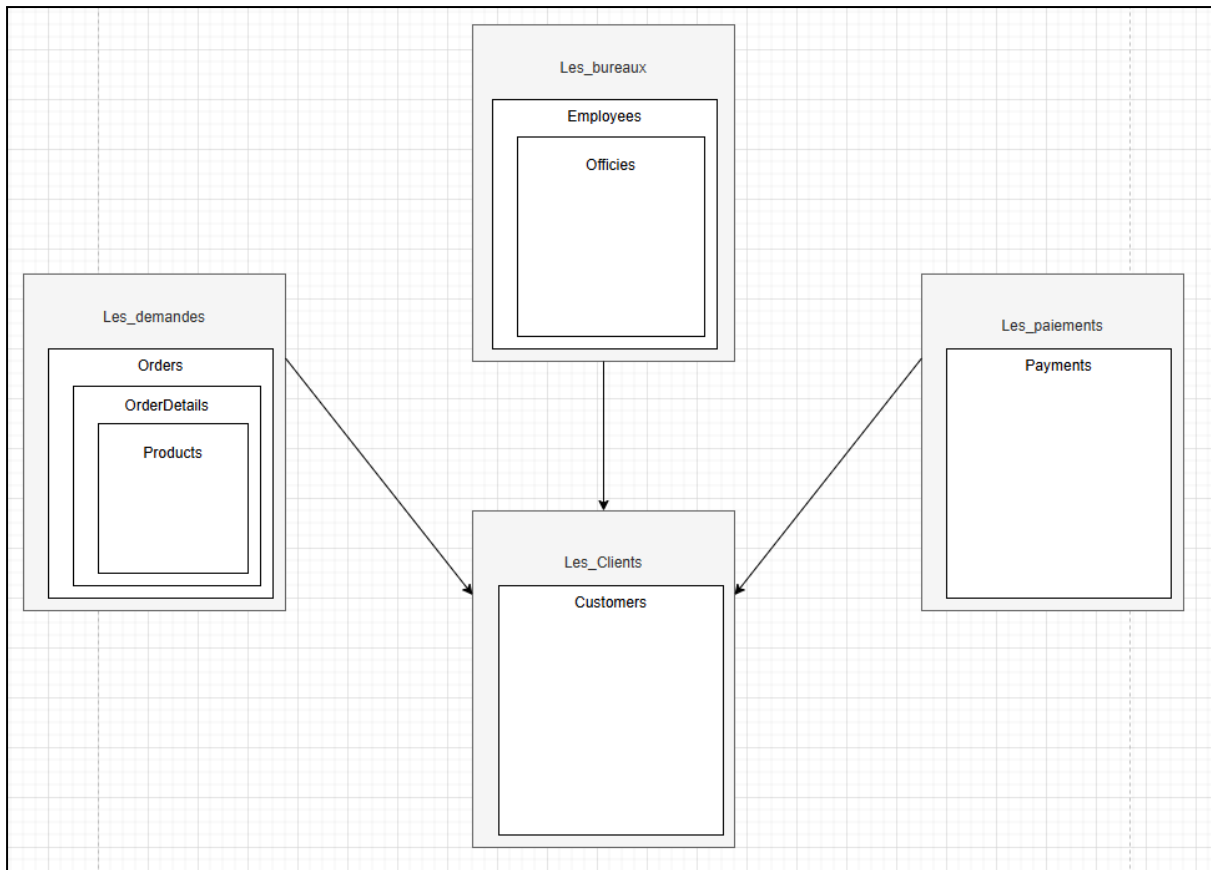 Les_bureaux
Employees
Officies
Les_demandes
Orders
OrderDetails
Products
Les_paiements
Payments
Les_Clients
Customers